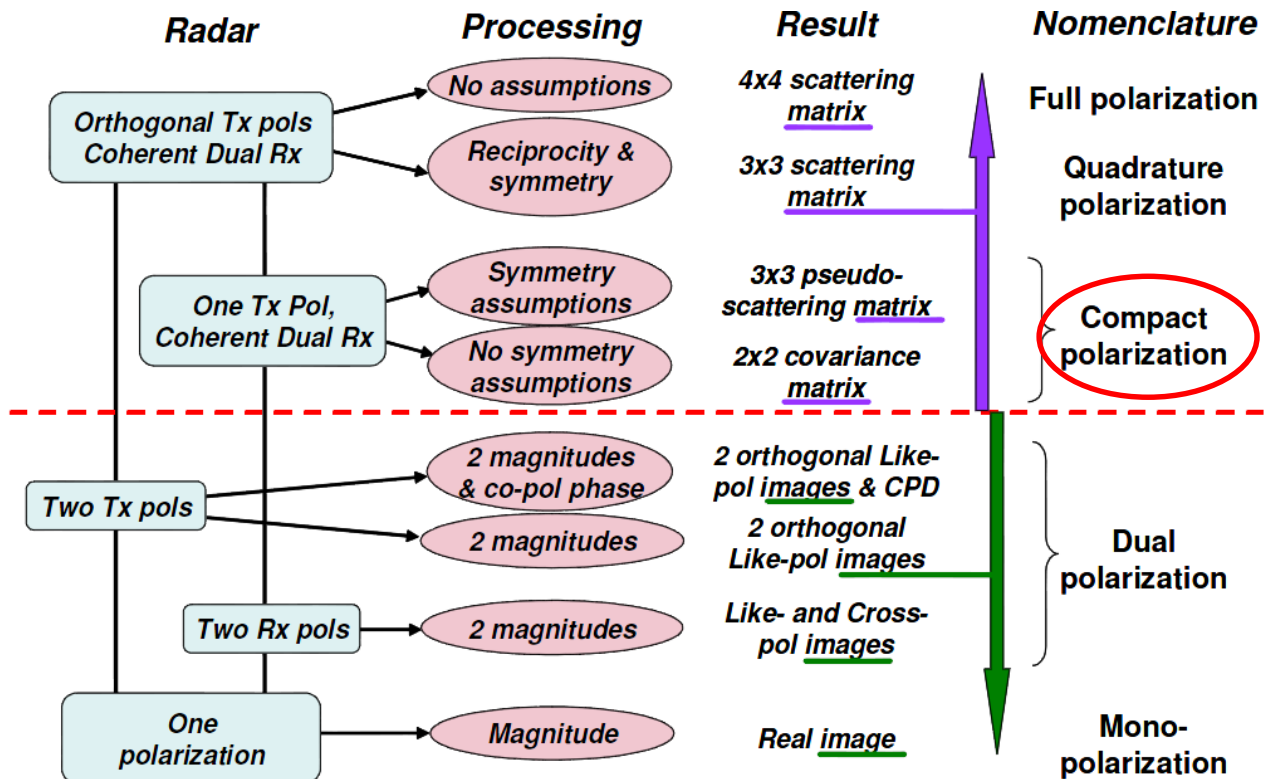 Radar
Processing
Result
Nomenclature
Orthogonal Tx pols
Coherent Dual Rx
No assumptions
4x4 scattering
matrix
Full polarization
Reciprocity &
symmetry
3x3 scattering
matrix
Quadrature
polarization
One Tx Pol,
Coherent Dual Rx
Symmetry
assumptions
3x3 pseudo-
scattering matrix
No symmetry
assumptions
2x2 covariance
matrix
Compact
polarization
Two Tx pols
2 magnitudes
& co-pol phase
2 orthogonal Like-
pol images & CPD
2 magnitudes
2 orthogonal
Like-pol images
Dual
polarization
Two Rx pols
2 magnitudes
Like- and Cross-
pol images
One
polarization
Magnitude
Real image
Mono-
polarization